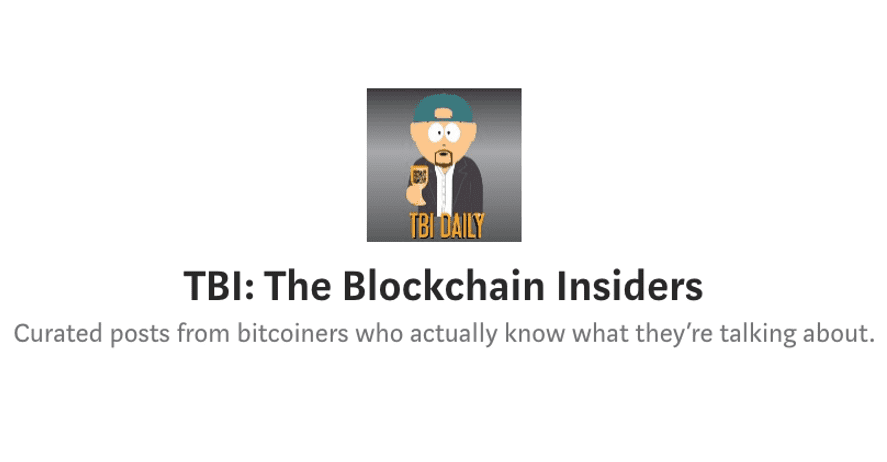 TBI DAILY
TBI: The Blockchain Insiders
Curated posts from bitcoiners who actually know what they’re talking about.